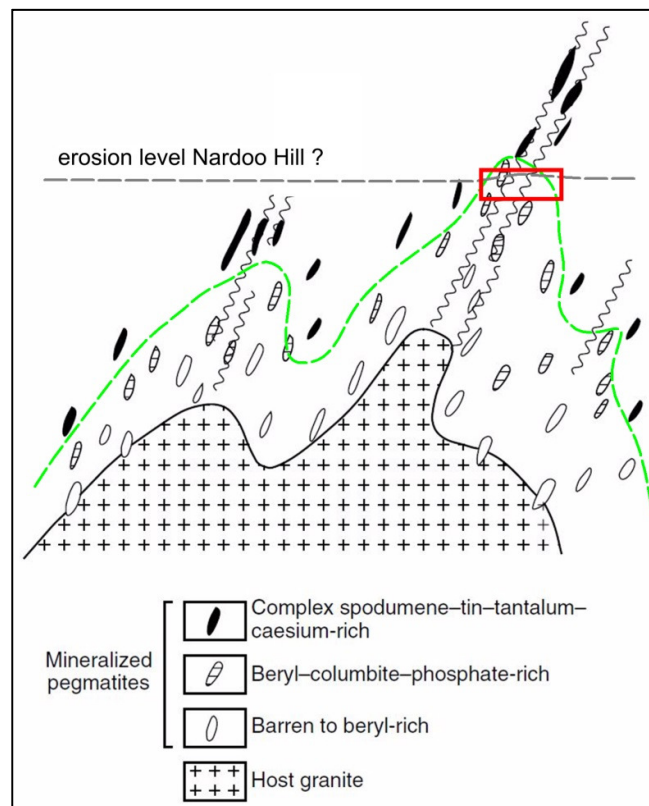 erosion level Nardoo Hill ?
Mineralized
pegmatites
Complex spodumene–tin–tantalum–
caesium-rich
Beryl–columbite–phosphate-rich
Barren to beryl-rich
Host granite